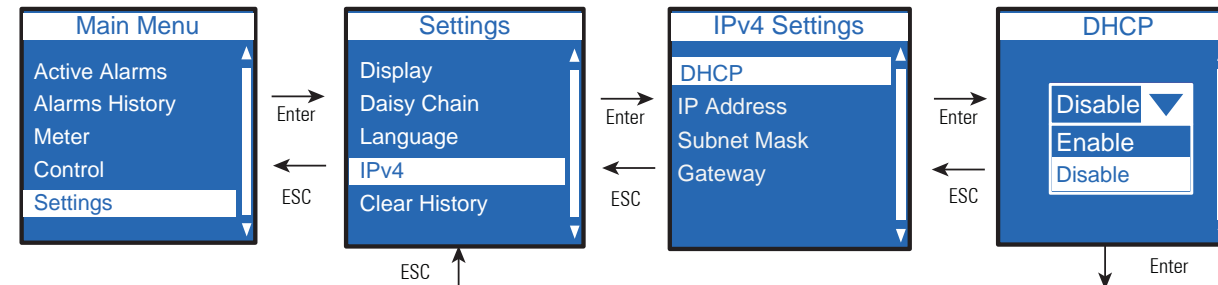 Main Menu
Active Alarms
Alarms History
Meter
Control
Settings
Enter
ESC
Settings
Display
Daisy Chain
Language
IPv4
Clear History
Enter
ESC
IPv4 Settings
DHCP
IP Address
Subnet Mask
Gateway
Enter
ESC
DHCP
Disable
Enable
Disable
ESC
Enter